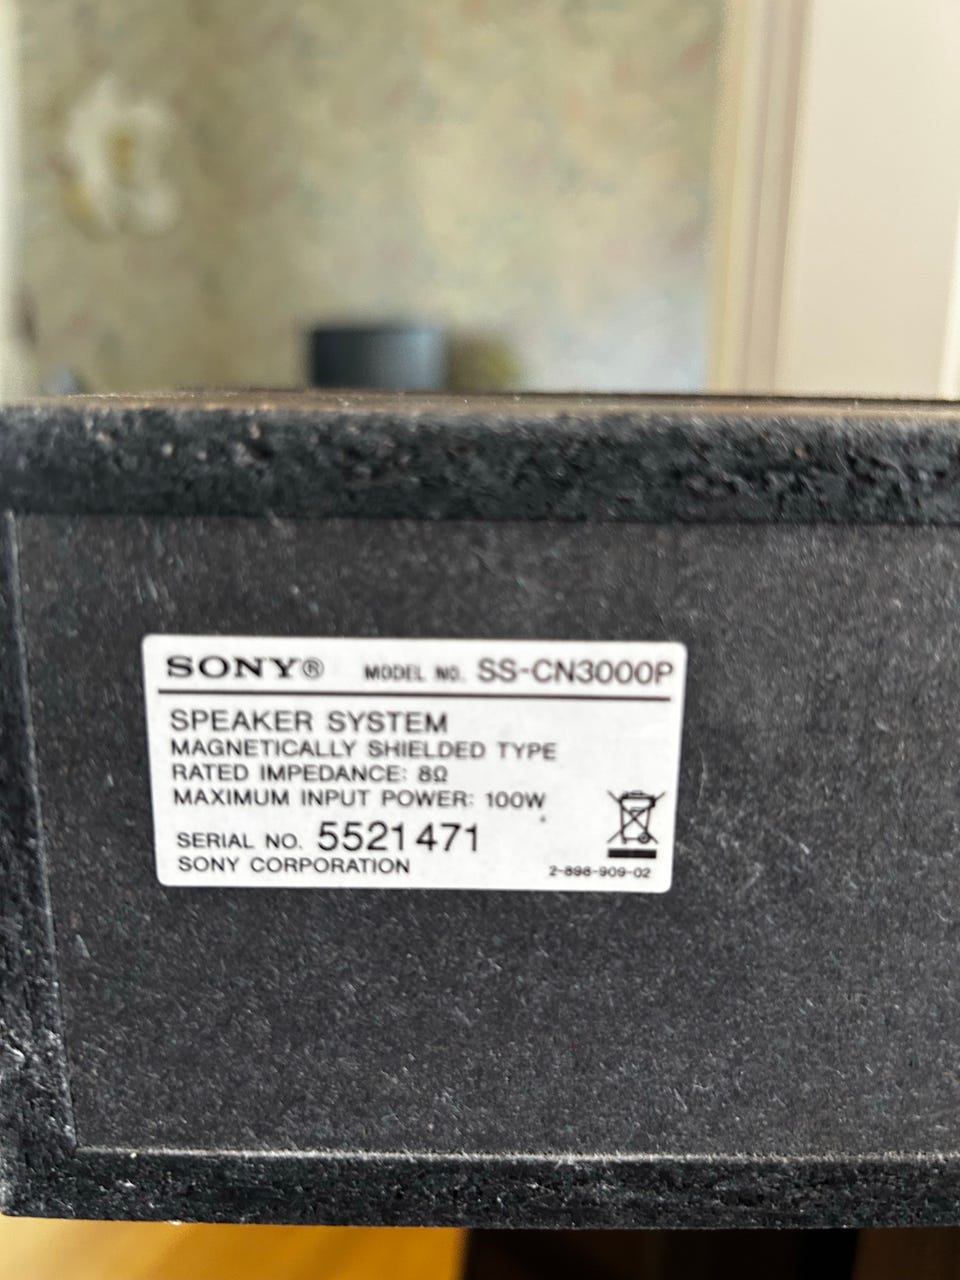 SONY® MODEL NO. SS-CN3000P
SPEAKER SYSTEM
MAGNETICALLY SHIELDED TYPE
RATED IMPEDANCE: 8Ω
MAXIMUM INPUT POWER: 100W
SERIAL NO. 5521471
SONY CORPORATION 2-898-909-02